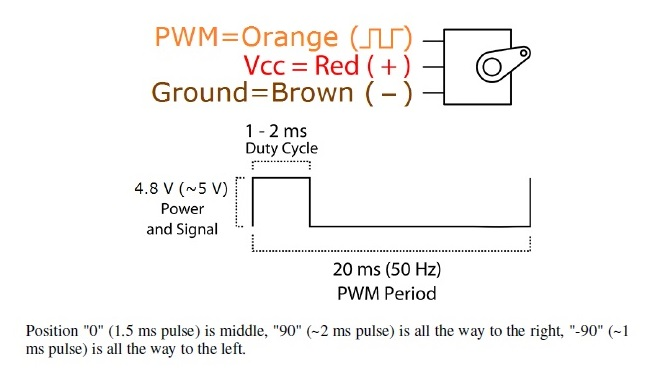 PWM=Orange (⎍⎍)
Vcc = Red ( + )
Ground=Brown ( – )
1 - 2 ms
Duty Cycle
4.8 V (~5 V)
Power
and Signal
20 ms (50 Hz)
PWM Period
Position "0" (1.5 ms pulse) is middle, "90" (~2 ms pulse) is all the way to the right, "-90" (~1
ms pulse) is all the way to the left.